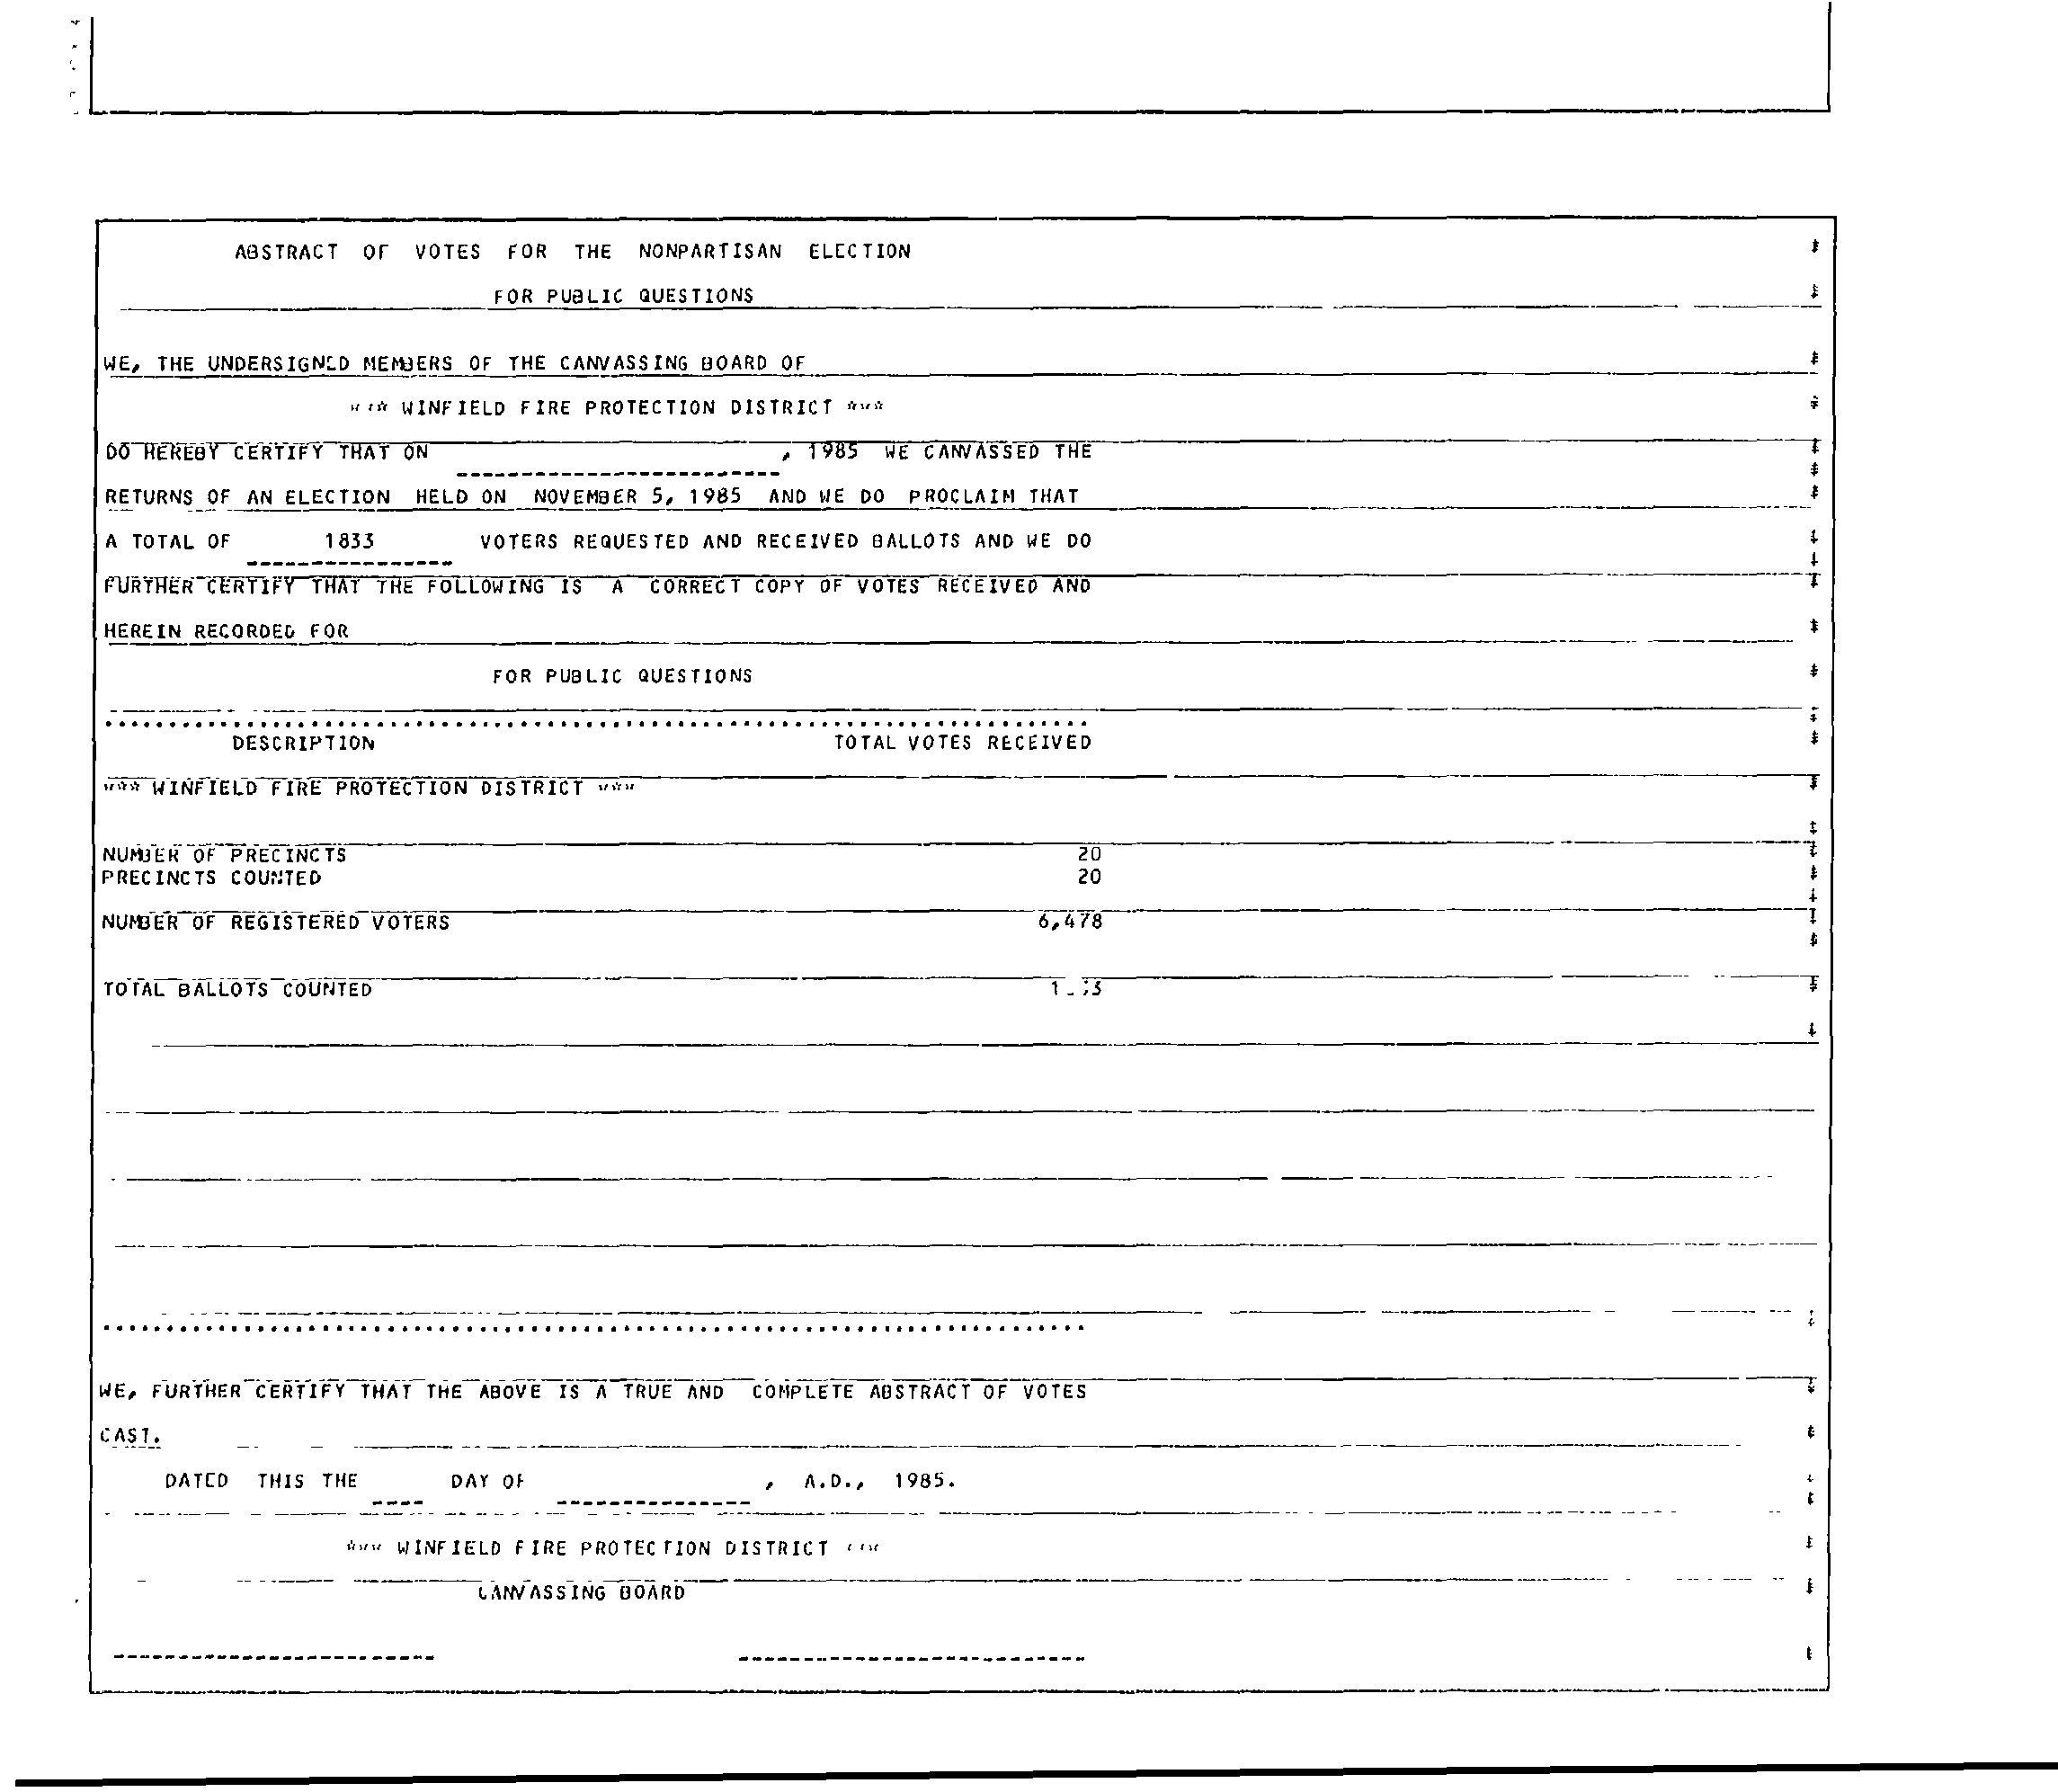 ABSTRACT OF VOTES FOR THE NONPARTISAN ELECTION
FOR PUBLIC QUESTIONS
WE, THE UNDERSIGNED MEMBERS OF THE CANVASSING BOARD OF
*** WINFIELD FIRE PROTECTION DISTRICT ***
DO HEREBY CERTIFY THAT ON , 1985 WE CANVASSED THE
RETURNS OF AN ELECTION HELD ON NOVEMBER 5, 1985 AND WE DO PROCLAIM THAT
A TOTAL OF 1833 VOTERS REQUESTED AND RECEIVED BALLOTS AND WE DO
FURTHER CERTIFY THAT THE FOLLOWING IS A CORRECT COPY OF VOTES RECEIVED AND
HEREIN RECORDED FOR
FOR PUBLIC QUESTIONS
DESCRIPTION TOTAL VOTES RECEIVED
*** WINFIELD FIRE PROTECTION DISTRICT ***
NUMBER OF PRECINCTS 20
PRECINCTS COUNTED 20
NUMBER OF REGISTERED VOTERS 6,478
TOTAL BALLOTS COUNTED
WE, FURTHER CERTIFY THAT THE ABOVE IS A TRUE AND COMPLETE ABSTRACT OF VOTES
CAST.
DATED THIS THE DAY OF , A.D., 1985.
*** WINFIELD FIRE PROTECTION DISTRICT ***
CANVASSING BOARD